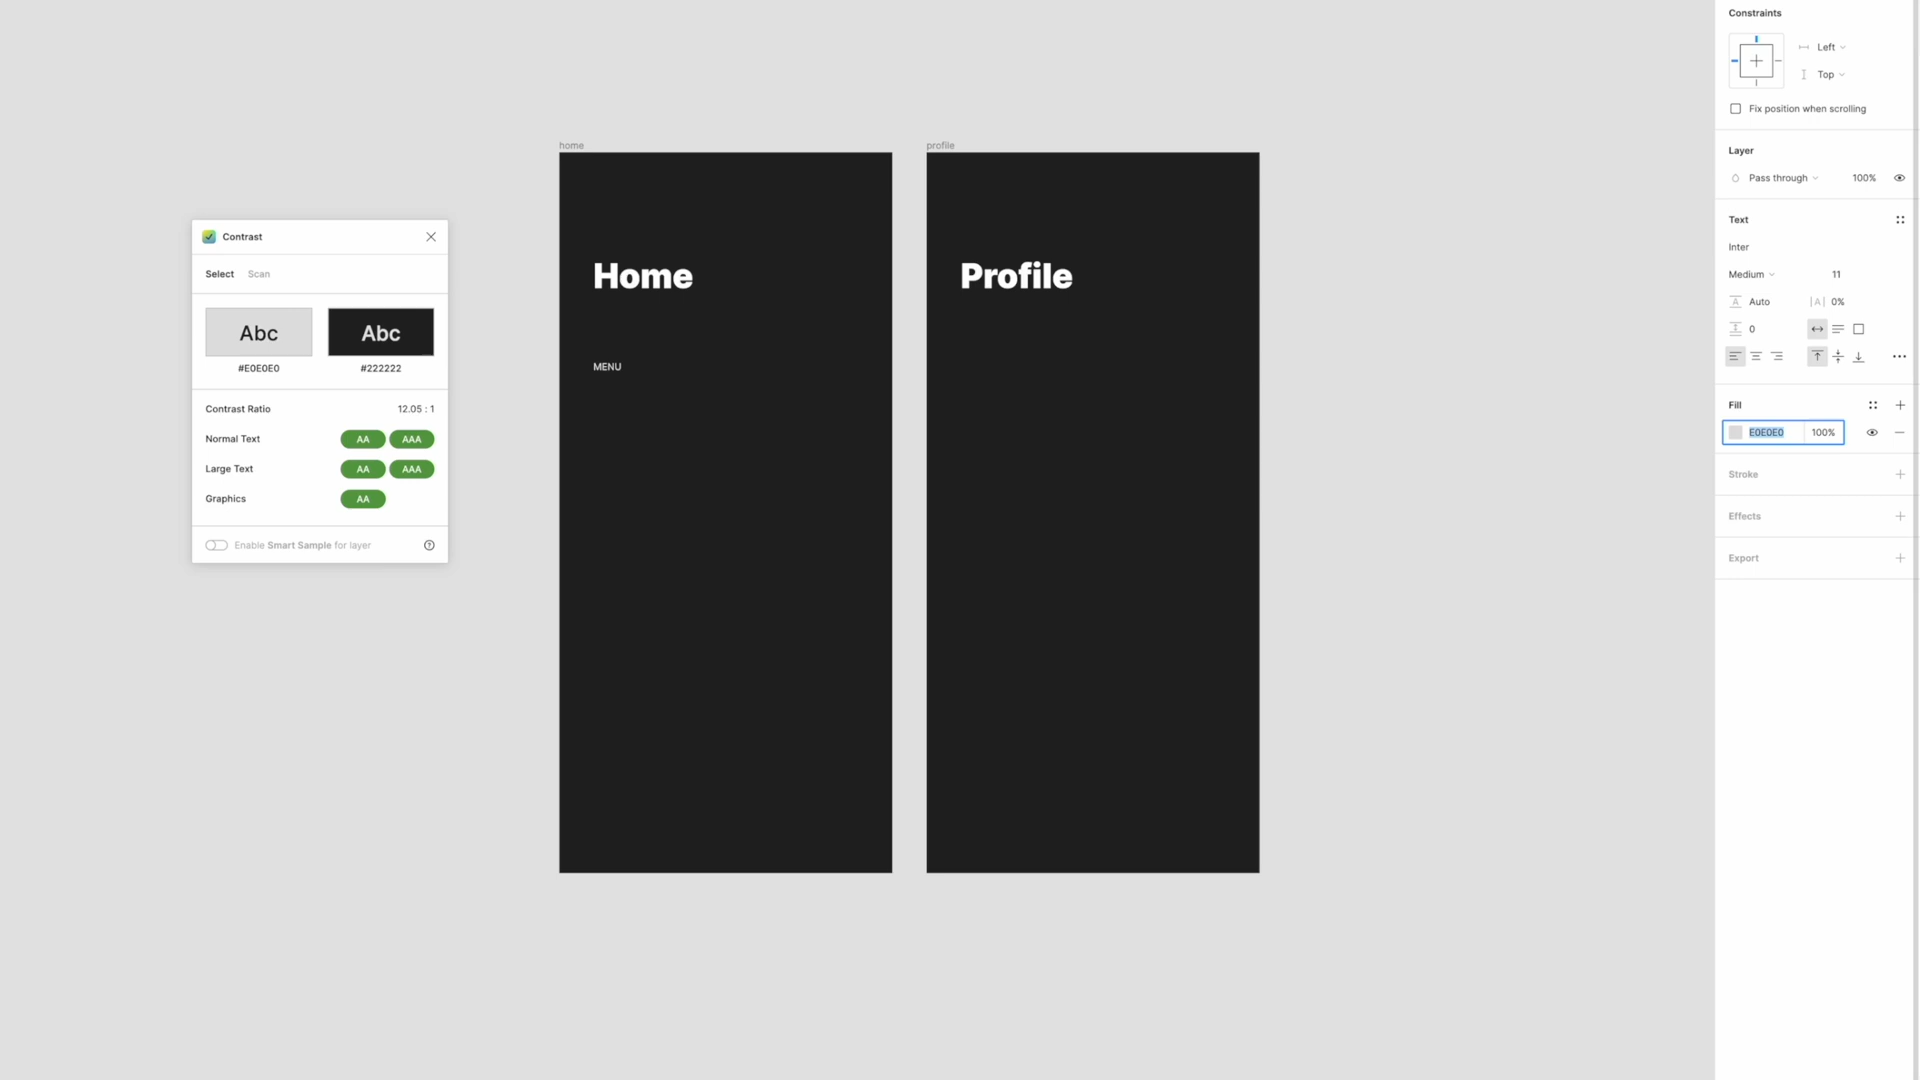 Contrast
Select Scan
Abc Abc
#E0E0E0 #222222
Contrast Ratio 12.05 : 1
Normal Text AA AAA
Large Text AA AAA
Graphics AA
Enable Smart Sample for layer
home
Home
MENU
profile
Profile
Constraints
Left
Top
Fix position when scrolling
Layer
Pass through 100%
Text
Inter
Medium 11
A Auto |A| 0%
0
Fill
E0E0E0 100%
Stroke
Effects
Export